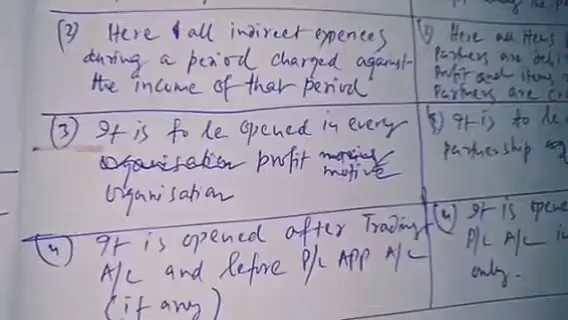 (2) Here all indirect expences
during a period charged against
the income of that period
(3) It is to be opened in every
organisation profit making
motive
organisation
(4) It is opened after Trading
A/c and before P/L APP A/c
(if any)
Here all items
Partners are
Profit and items
Partners are
It is to be
partnership
(4) It is opene
P/L A/c in
only.